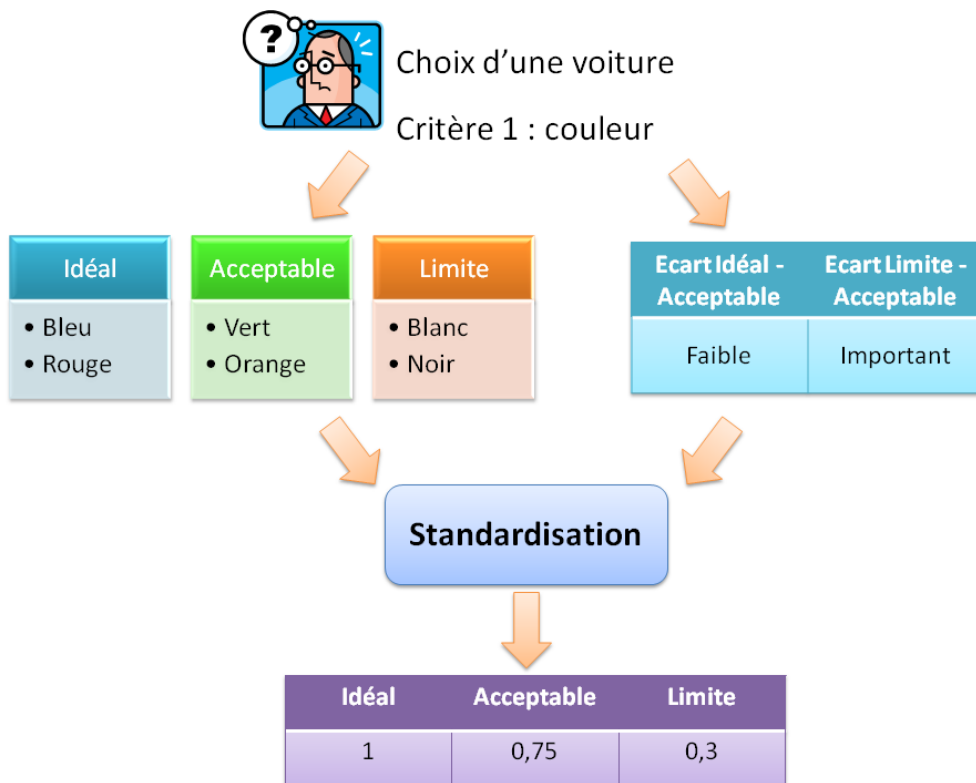 ?
Choix d'une voiture
Critère 1 : couleur
Idéal
• Bleu
• Rouge
Acceptable
• Vert
• Orange
Limite
• Blanc
• Noir
Ecart Idéal -
Acceptable
Ecart Limite -
Acceptable
Faible
Important
Standardisation
Idéal
Acceptable
Limite
1
0,75
0,3